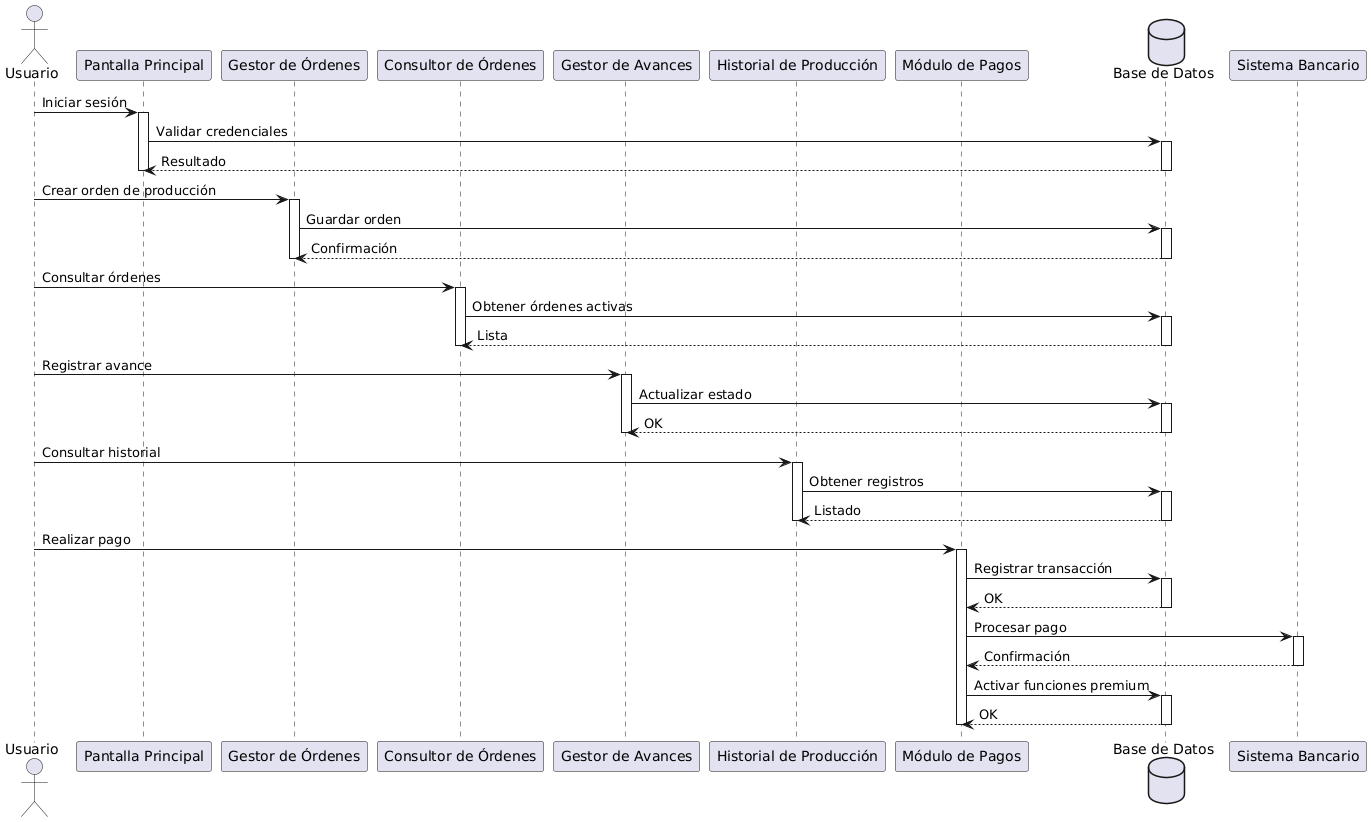 Usuario
Pantalla Principal
Gestor de Órdenes
Consultor de Órdenes
Gestor de Avances
Historial de Producción
Módulo de Pagos
Base de Datos
Sistema Bancario
Iniciar sesión
Validar credenciales
Resultado
Crear orden de producción
Guardar orden
Confirmación
Consultar órdenes
Obtener órdenes activas
Lista
Registrar avance
Actualizar estado
OK
Consultar historial
Obtener registros
Listado
Realizar pago
Registrar transacción
OK
Procesar pago
Confirmación
Activar funciones premium
OK
Usuario
Pantalla Principal
Gestor de Órdenes
Consultor de Órdenes
Gestor de Avances
Historial de Producción
Módulo de Pagos
Base de Datos
Sistema Bancario